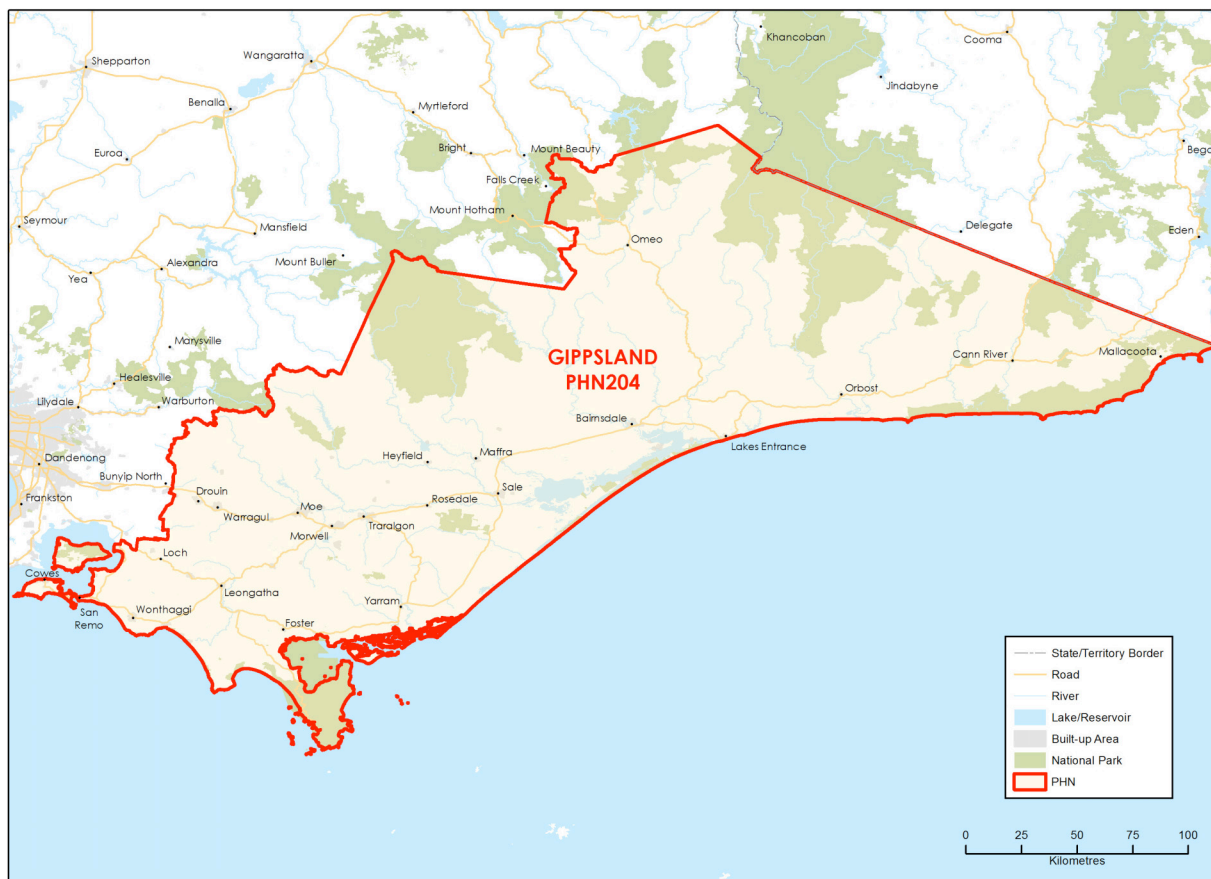 Khancoban
Cooma
Shepparton
Wangaratta
Jindabyne
Benalla
Myrtleford
Bega
Euroa
Bright
Mount Beauty
Falls Creek
Mount Hotham
Seymour
Mansfield
Delegate
Eden
Omeo
Mount Buller
Alexandra
Yea
Marysville
GIPPSLAND
PHN204
Cann River
Mallacoota
Healesville
Lilydale
Warburton
Orbost
Bairnsdale
Lakes Entrance
Dandenong
Heyfield
Maffra
Bunyip North
Frankston
Drouin
Warragul
Moe
Morwell
Traralgon
Rosedale
Sale
Loch
Cowes
Leongatha
San
Remo
Wonthaggi
Yarram
Foster
State/Territory Border
Road
River
Lake/Reservoir
Built-up Area
National Park
PHN
0 25 50 75 100
Kilometres